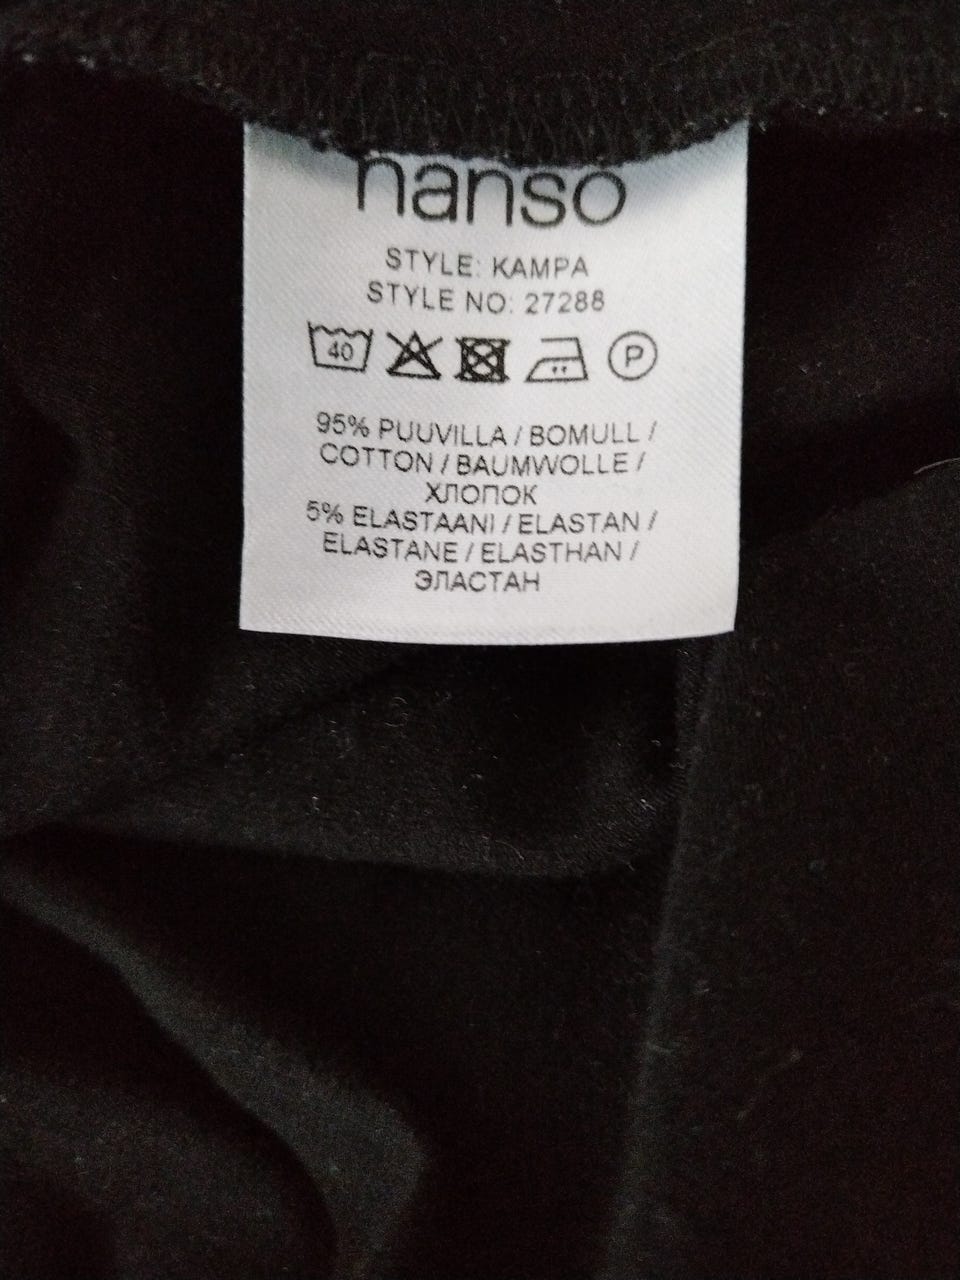 nanso
STYLE: KAMPA
STYLE NO: 27288
40 P
95% PUUVILLA / BOMULL /
COTTON / BAUMWOLLE /
ХЛОПОК
5% ELASTAANI / ELASTAN /
ELASTANE / ELASTHAN /
ЭЛАСТАН